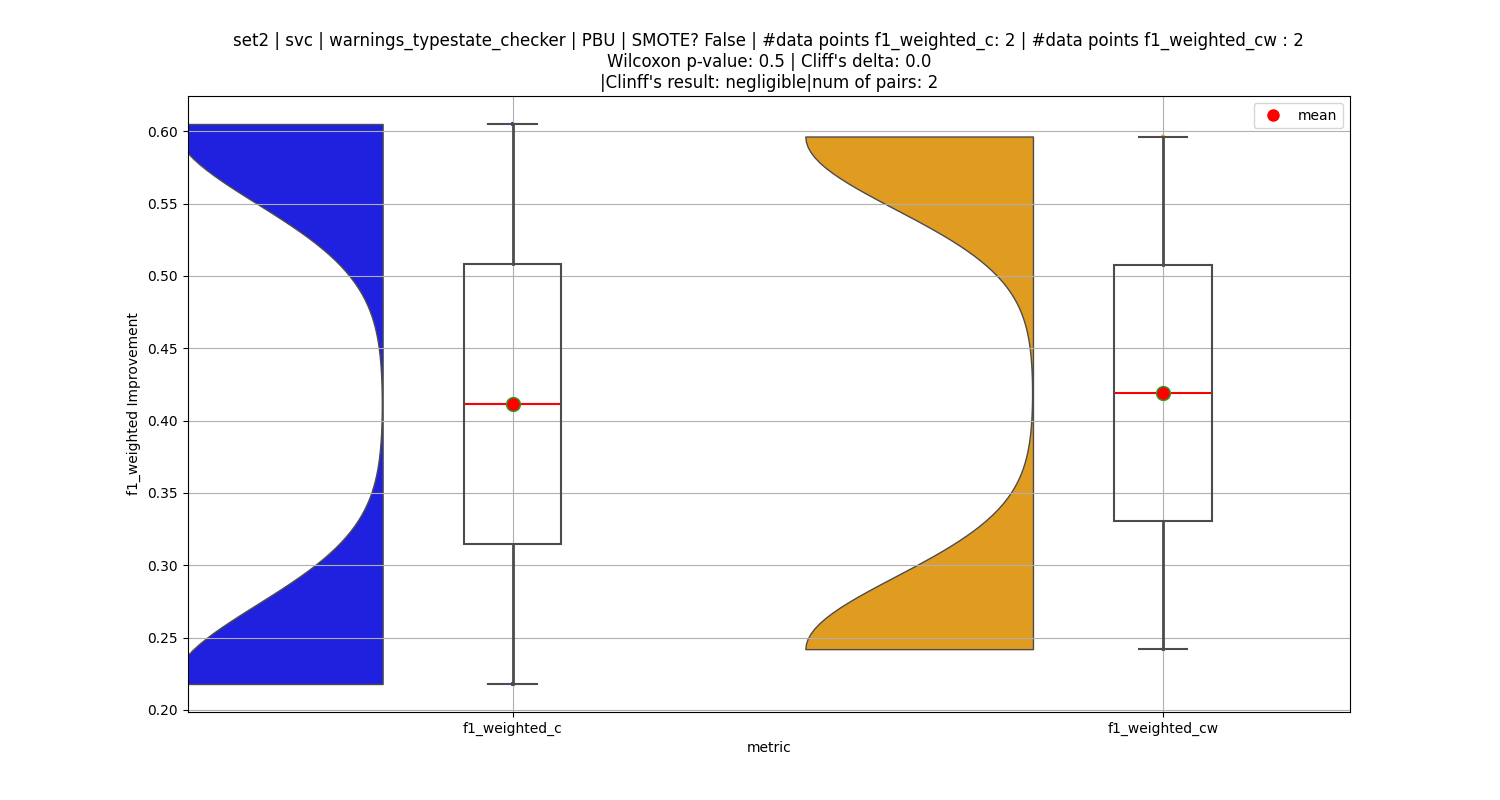 set2 | svc | warnings_typestate_checker | PBU | SMOTE? False | #data points f1_weighted_c: 2 | #data points f1_weighted_cw : 2
Wilcoxon p-value: 0.5 | Cliff's delta: 0.0
|Clinff's result: negligible|num of pairs: 2
mean
0.60
0.55
0.50
0.45
0.40
0.35
0.30
0.25
0.20
f1_weighted Improvement
f1_weighted_c
f1_weighted_cw
metric